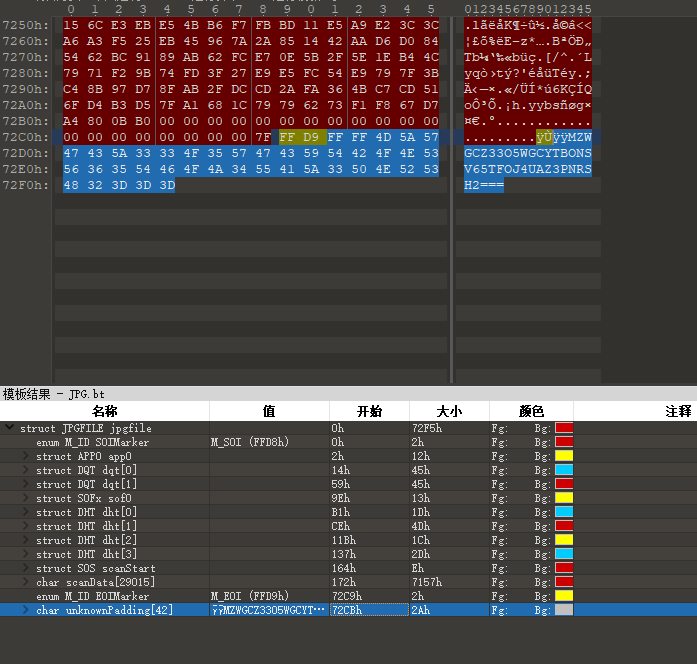 0 1 2 3 4 5 6 7 8 9 0 1 2 3 4 5 0123456789012345
7250h: 15 6C E3 EB E5 4B B6 F7 FB BD 11 E5 A9 E2 3C 3C .lãëåK¶÷û½.å©â<<
7260h: A6 A3 F5 25 EB 45 96 7A 2A 85 14 42 AA D6 D0 84 ¦£õ%ëE–z*….BªÖÐ„
7270h: 54 62 BC 91 89 AB 62 FC E7 0E 5B 2F 5E 1E B4 4C Tb¼‘‰«büç.[/^.´L
7280h: 79 71 F2 9B 74 FD 3F 27 E9 E5 FC 54 E9 79 7F 3B yqò›tý?'éåüTéy.;
7290h: C4 8B 97 D7 8F AB 2F DC CD 2A FA 36 4B C7 CD 51 Ä‹—×.«/ÜÍ*ú6KÇÍQ
72A0h: 6F D4 B3 D5 7F A1 68 1C 79 79 62 73 F1 F8 67 D7 oÔ³Õ.¡h.yybsñøg×
72B0h: A4 80 B0 00 00 00 00 00 00 00 00 00 00 00 00 00 ¤€°.............
72C0h: 00 00 00 00 00 00 00 00 7F FF D9 FF FF 4D 5A 57 .........ÿÙÿÿMZW
72D0h: 47 43 5A 33 33 4F 35 57 47 43 59 54 42 4F 4E 53 GCZ33O5WGCYTBONS
72E0h: 56 36 35 54 46 4F 4A 34 55 41 5A 33 50 4E 52 53 V65TFOJ4UAZ3PNRS
72F0h: 48 32 3D 3D 3D H2===
模板结果 - JPG.bt
名称 值 开始 大小 颜色 注释
struct JPGFILE jpgfile 0h 72F5h Fg: Bg:
enum M_ID SOIMarker M_SOI (FFD8h) 0h 2h Fg: Bg:
struct APP0 app0 2h 12h Fg: Bg:
struct DQT dqt[0] 14h 45h Fg: Bg:
struct DQT dqt[1] 59h 45h Fg: Bg:
struct SOFx sof0 9Eh 13h Fg: Bg:
struct DHT dht[0] B1h 1Dh Fg: Bg:
struct DHT dht[1] CEh 4Dh Fg: Bg:
struct DHT dht[2] 11Bh 1Ch Fg: Bg:
struct DHT dht[3] 137h 2Dh Fg: Bg:
struct SOS scanStart 164h Eh Fg: Bg:
char scanData[29015] 172h 7157h Fg: Bg:
enum M_ID EOIMarker M_EOI (FFD9h) 72C9h 2h Fg: Bg:
char unknownPadding[42] ÿÿMZWGCZ33O5WGCYT··· 72CBh 2Ah Fg: Bg: